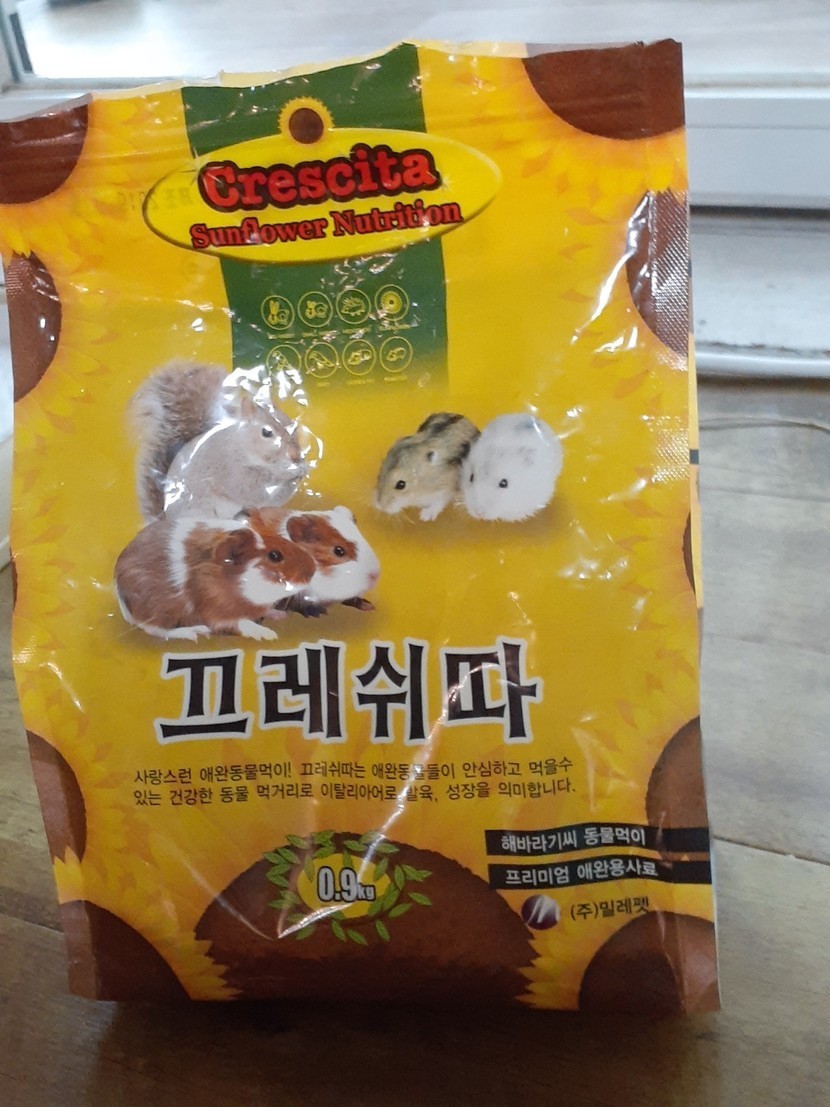 Crescita
Sunflower Nutrition
끄레쉬따
사랑스런 애완동물먹이! 끄레쉬따는 애완동물들이 안심하고 먹을수
있는 건강한 동물 먹거리로 이탈리아어로 발육, 성장을 의미합니다.
해바라기씨 동물먹이
0.9kg
프리미엄 애완용사료
(주)밀레펫